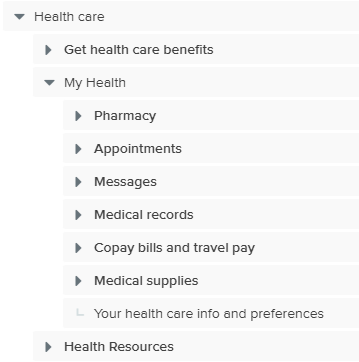 Health care
Get health care benefits
My Health
Pharmacy
Appointments
Messages
Medical records
Copay bills and travel pay
Medical supplies
Your health care info and preferences
Health Resources